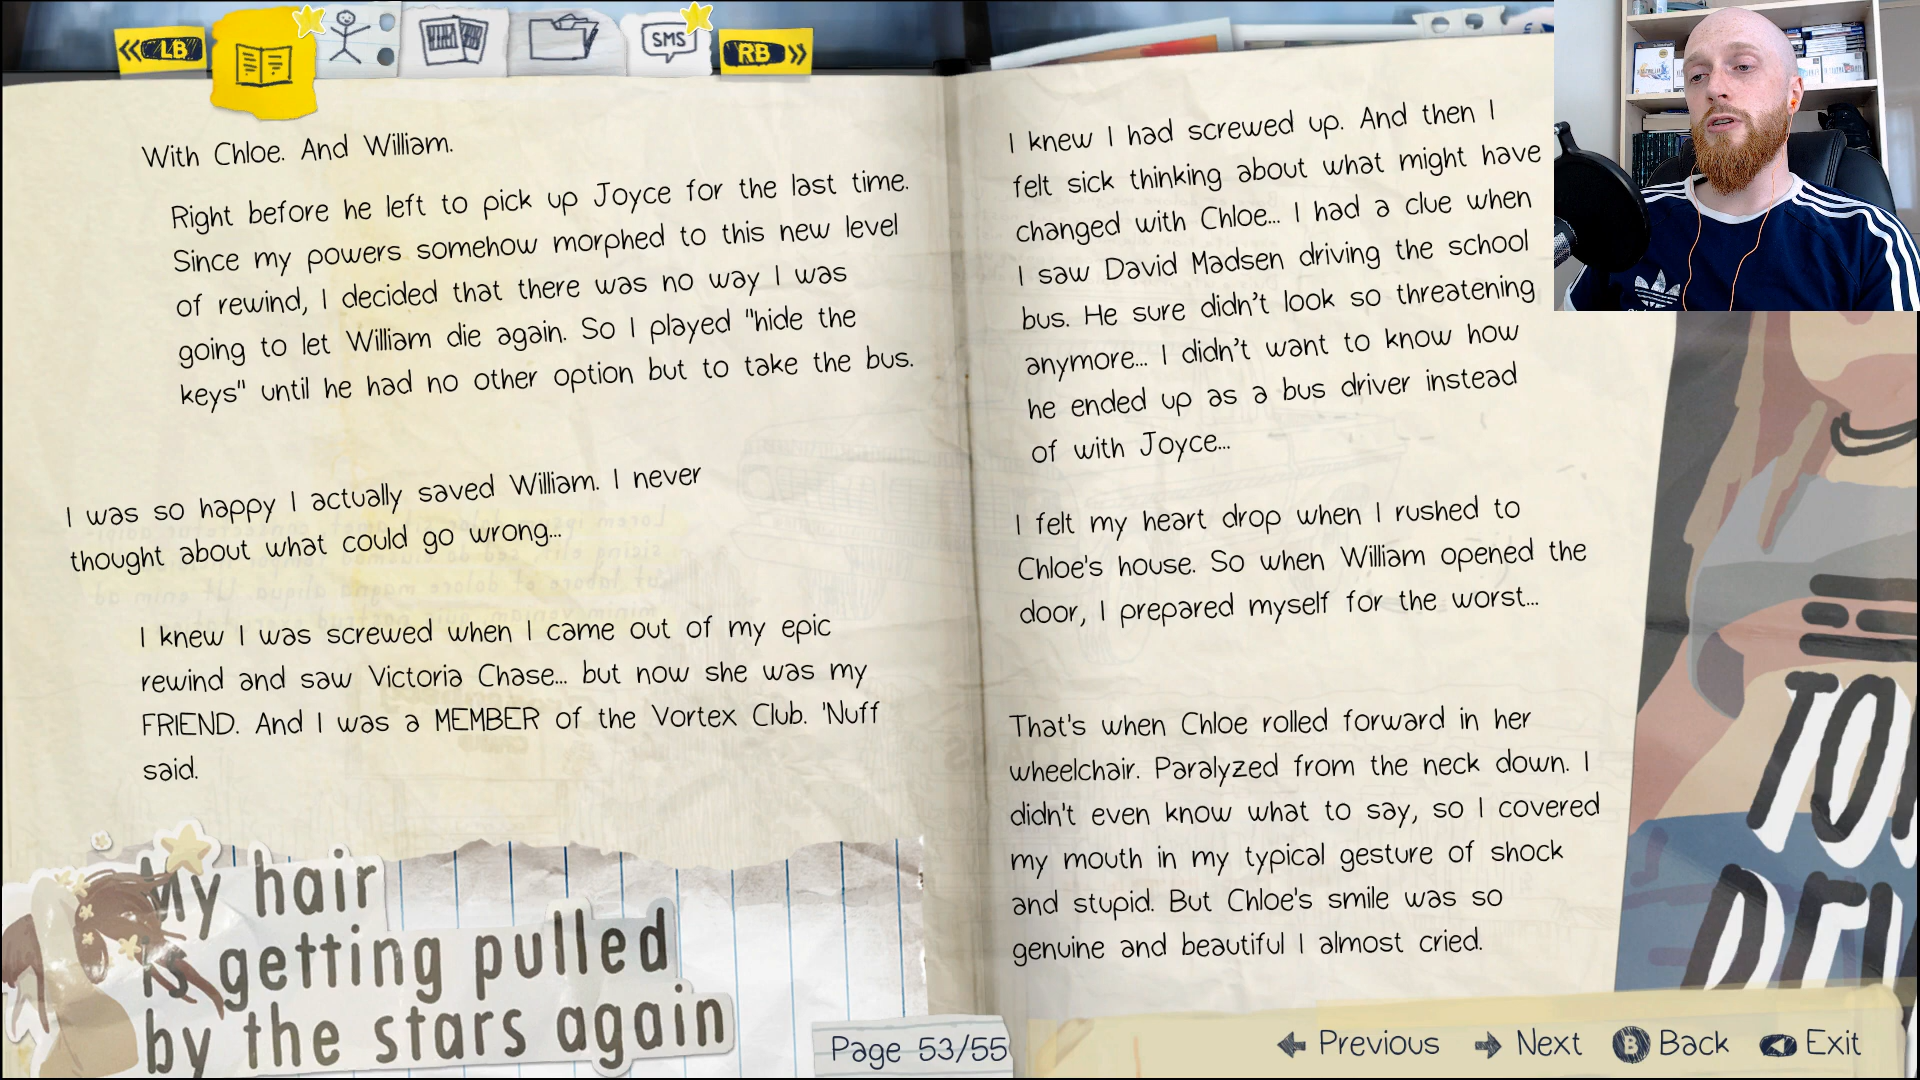 LB
SMS
RB
With Chloe. And William.
Right before he left to pick up Joyce for the last time.
Since my powers somehow morphed to this new level
of rewind, I decided that there was no way I was
going to let William die again. So I played "hide the
keys" until he had no other option but to take the bus.
I was so happy I actually saved William. I never
thought about what could go wrong...
I knew I was screwed when I came out of my epic
rewind and saw Victoria Chase... but now she was my
FRIEND. And I was a MEMBER of the Vortex Club. 'Nuff
said.
My hair
is getting pulled
by the stars again
I knew I had screwed up. And then I
felt sick thinking about what might have
changed with Chloe... I had a clue when
I saw David Madsen driving the school
bus. He sure didn't look so threatening
anymore... I didn't want to know how
he ended up as a bus driver instead
of with Joyce...
I felt my heart drop when I rushed to
Chloe's house. So when William opened the
door, I prepared myself for the worst...
That's when Chloe rolled forward in her
wheelchair. Paralyzed from the neck down. I
didn't even know what to say, so I covered
my mouth in my typical gesture of shock
and stupid. But Chloe's smile was so
genuine and beautiful I almost cried.
Page 53/55
Previous
Next
B Back
Exit